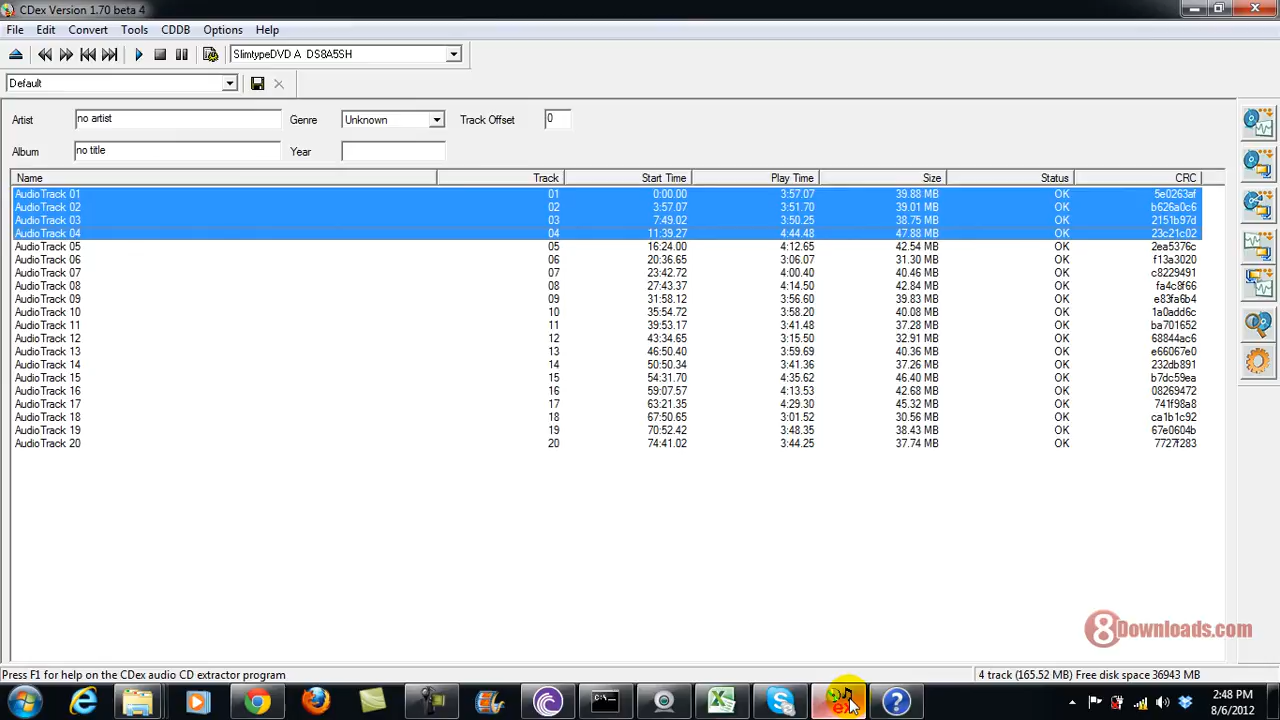 CDex Version 1.70 beta 4
File Edit Convert Tools CDDB Options Help
SlimtypeDVD A DS8A5SH
Default
Artist no artist Genre Unknown Track Offset 0
Album no title Year
Name Track Start Time Play Time Size Status CRC
AudioTrack 01 01 0:00.00 3:57.07 39.88 MB OK 5e0263af
AudioTrack 02 02 3:57.07 3:51.70 39.01 MB OK b626a0c6
AudioTrack 03 03 7:49.02 3:50.25 38.75 MB OK 2151b97d
AudioTrack 04 04 11:39.27 4:44.48 47.88 MB OK 23c21c02
AudioTrack 05 05 16:24.00 4:12.65 42.54 MB OK 2ea5376c
AudioTrack 06 06 20:36.65 3:06.07 31.30 MB OK f13a3020
AudioTrack 07 07 23:42.72 4:00.40 40.46 MB OK c8229491
AudioTrack 08 08 27:43.37 4:14.50 42.84 MB OK fa4c8f66
AudioTrack 09 09 31:58.12 3:56.60 39.83 MB OK e83fa6b4
AudioTrack 10 10 35:54.72 3:58.20 40.08 MB OK 1a0add6c
AudioTrack 11 11 39:53.17 3:41.48 37.28 MB OK ba701652
AudioTrack 12 12 43:34.65 3:15.50 32.91 MB OK 68844ac6
AudioTrack 13 13 46:50.40 3:59.69 40.36 MB OK e66067e0
AudioTrack 14 14 50:50.34 3:41.36 37.26 MB OK 232db891
AudioTrack 15 15 54:31.70 4:35.62 46.40 MB OK b7dc59ea
AudioTrack 16 16 59:07.57 4:13.53 42.68 MB OK 08269472
AudioTrack 17 17 63:21.35 4:29.30 45.32 MB OK 741f98a8
AudioTrack 18 18 67:50.65 3:01.52 30.56 MB OK ca1b1c92
AudioTrack 19 19 70:52.42 3:48.35 38.43 MB OK 67e0604b
AudioTrack 20 20 74:41.02 3:44.25 37.74 MB OK 7727f283
8Downloads.com
Press F1 for help on the CDex audio CD extractor program 4 track (165.52 MB) Free disk space 36943 MB
2:48 PM
8/6/2012